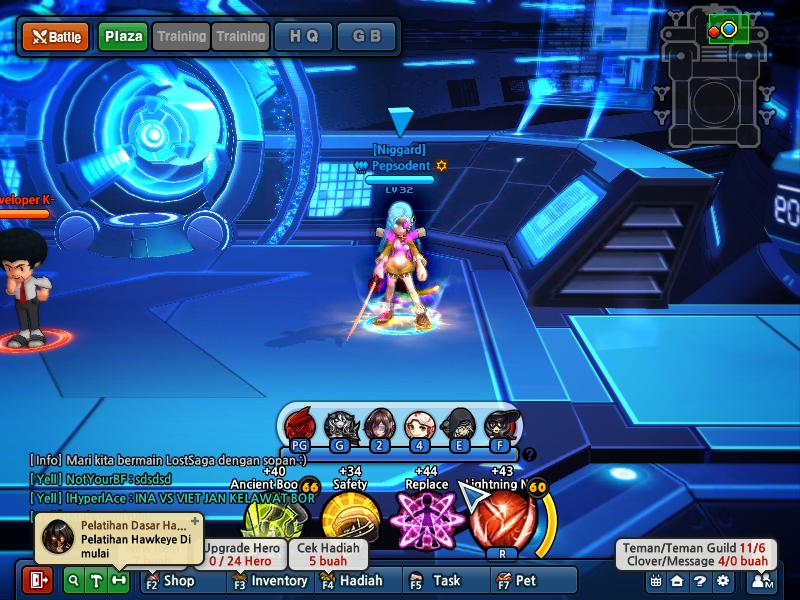 Battle
Plaza
Training
Training
H Q
G B
[Niggard]
Pepsodent
LV 32
veloper K-
PG
G
2
4
E
F
?
[Info] Mari kita bermain LostSaga dengan sopan :)
[Yell] NotYourBF : sdsdsd
[Yell] lHyperlAce : INA VS VIET JAN KELAWAT BOR
+40
+34
+44
+43
Ancient Boo
66
Safety
Replace
Lightning
60
R
Pelatihan Dasar Ha...
Pelatihan Hawkeye Di
mulai
Upgrade Hero
0 / 24 Hero
Cek Hadiah
5 buah
Teman/Teman Guild 11/6
Clover/Message 4/0 buah
F2 Shop
F3 Inventory
F4 Hadiah
F5 Task
F7 Pet
M